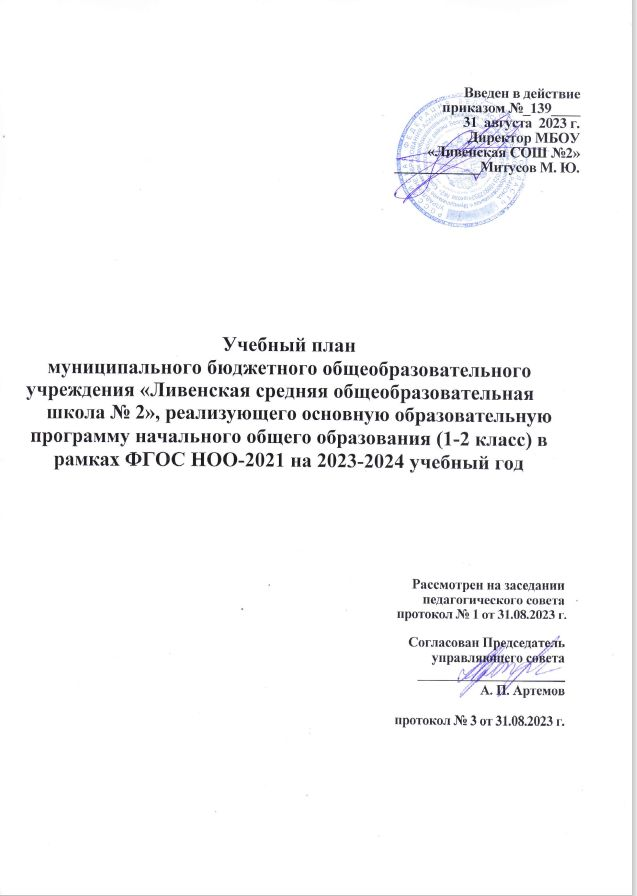 Введен в действие
приказом №_139____
31 августа 2023 г.
Директор МБОУ
«Ливенская СОШ №2»
____________Митусов М. Ю.
Учебный план
муниципального бюджетного общеобразовательного
учреждения «Ливенская средняя общеобразовательная
школа № 2», реализующего основную образовательную
программу начального общего образования (1-2 класс) в
рамках ФГОС НОО-2021 на 2023-2024 учебный год
Рассмотрен на заседании
педагогического совета
протокол № 1 от 31.08.2023 г.
Согласован Председатель
управляющего совета
______________________
А. П. Артемов
протокол № 3 от 31.08.2023 г.